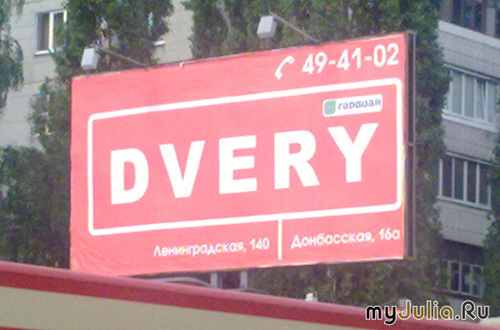 49-41-02
гардиан
DVERY
Ленинградская, 140
Донбасская, 16а
myJulia.Ru